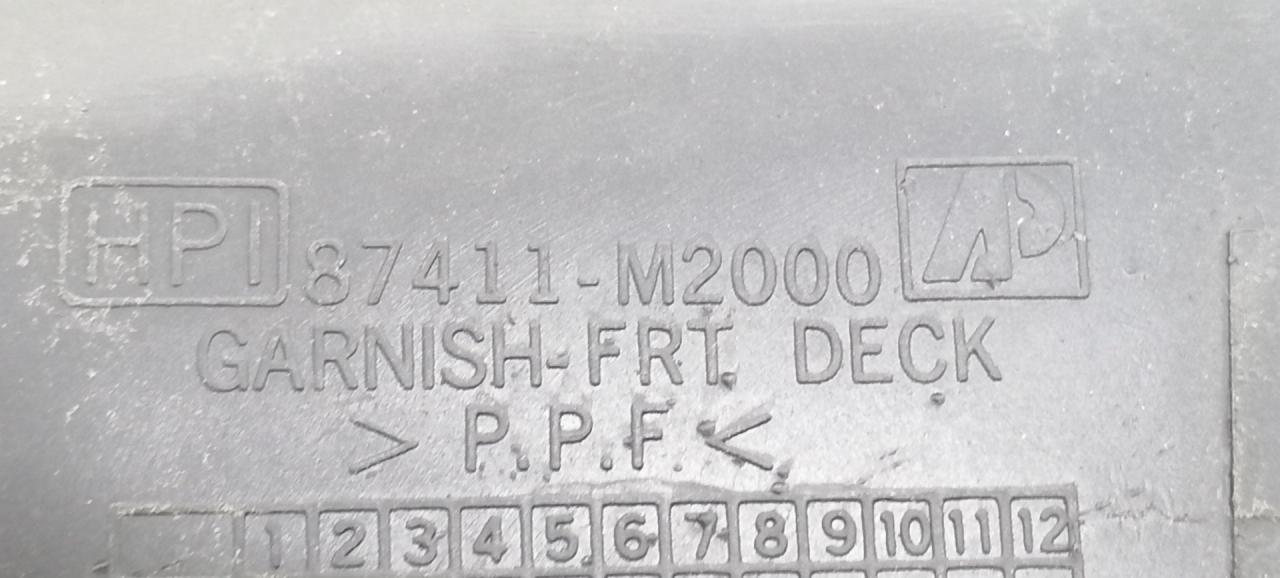 HPI 87411-M2000 AP
GARNISH-FRT. DECK
> P.P.F. <
1 2 3 4 5 6 7 8 9 10 11 12